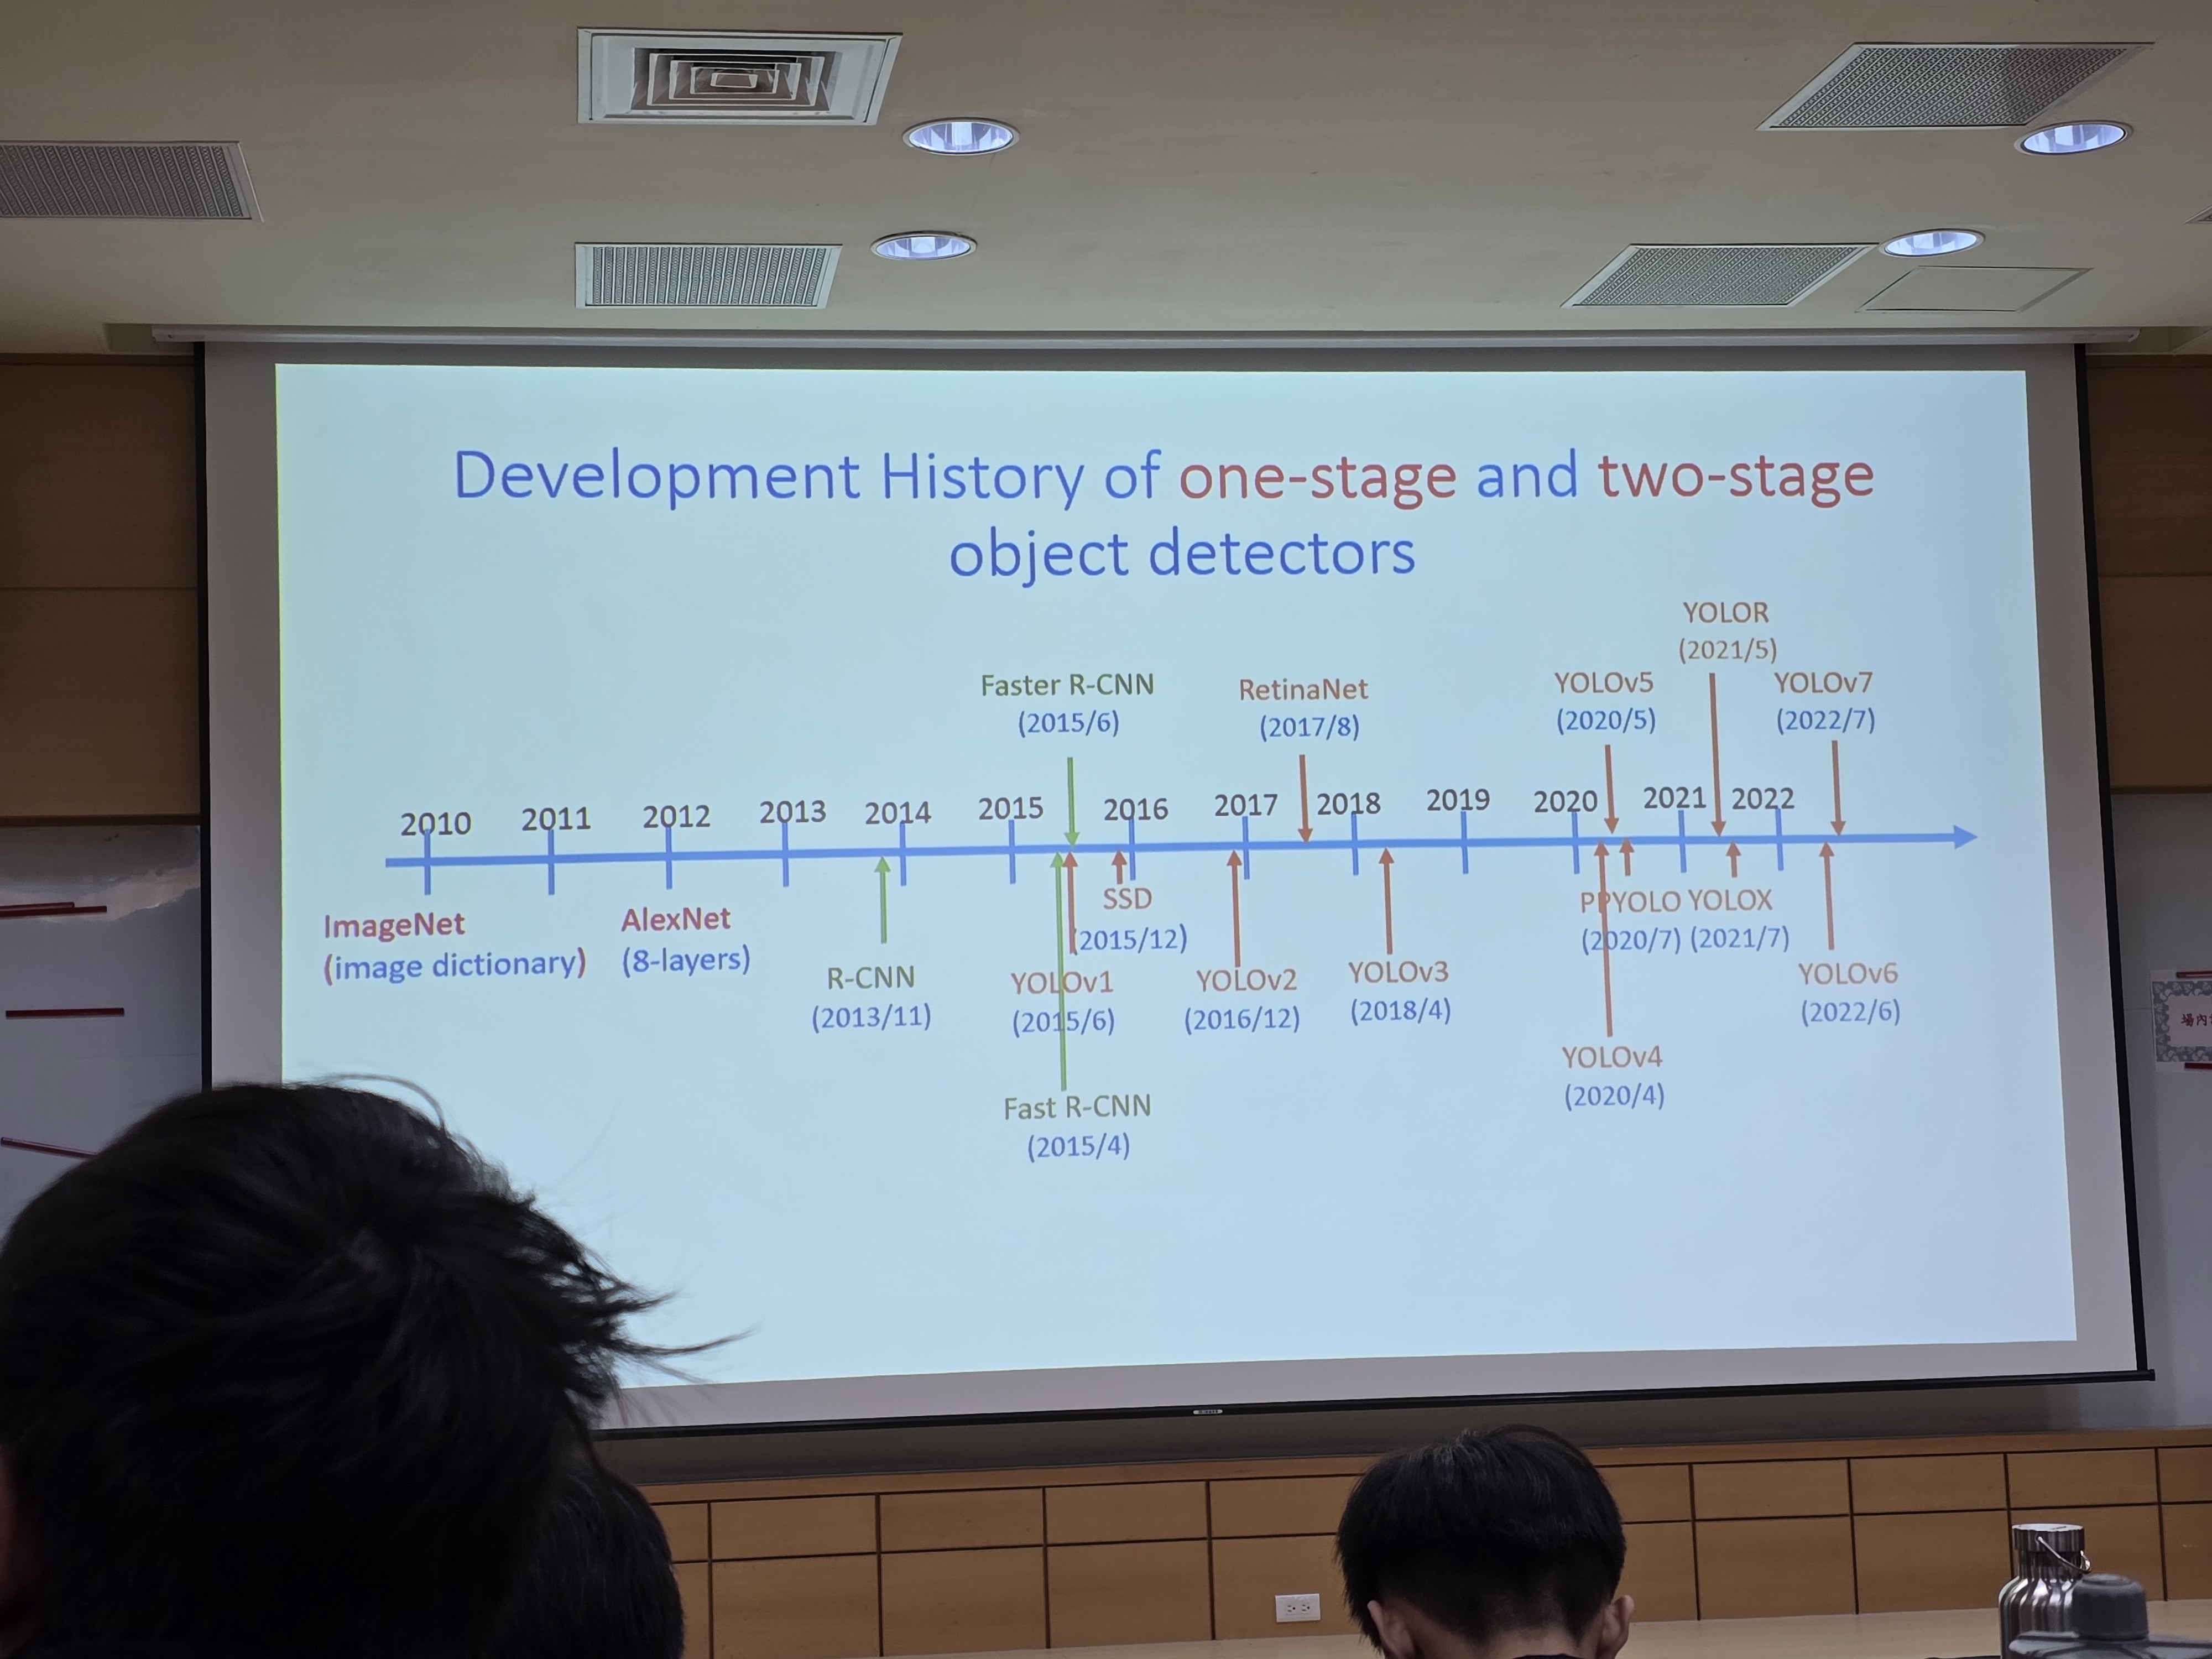 Development History of one-stage and two-stage
object detectors
YOLOR
(2021/5)
Faster R-CNN
(2015/6)
RetinaNet
(2017/8)
YOLOv5
(2020/5)
YOLOv7
(2022/7)
2010 2011 2012 2013 2014 2015 2016 2017 2018 2019 2020 2021 2022
ImageNet
(image dictionary)
AlexNet
(8-layers)
R-CNN
(2013/11)
SSD
(2015/12)
YOLOv1
(2015/6)
Fast R-CNN
(2015/4)
YOLOv2
(2016/12)
YOLOv3
(2018/4)
PPYOLO
(2020/7)
YOLOX
(2021/7)
YOLOv4
(2020/4)
YOLOv6
(2022/6)
場內